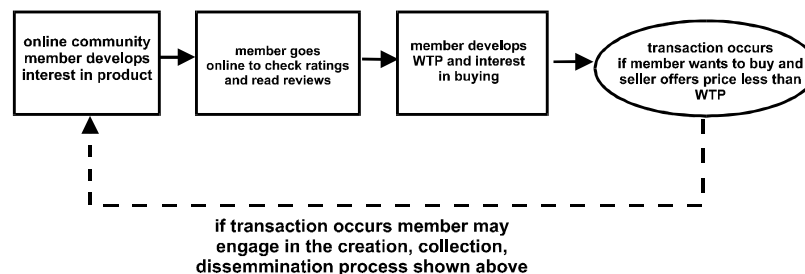 online community
member develops
interest in product
member goes
online to check ratings
and read reviews
member develops
WTP and interest
in buying
transaction occurs
if member wants to buy and
seller offers price less than
WTP
if transaction occurs member may
engage in the creation, collection,
dissemmination process shown above